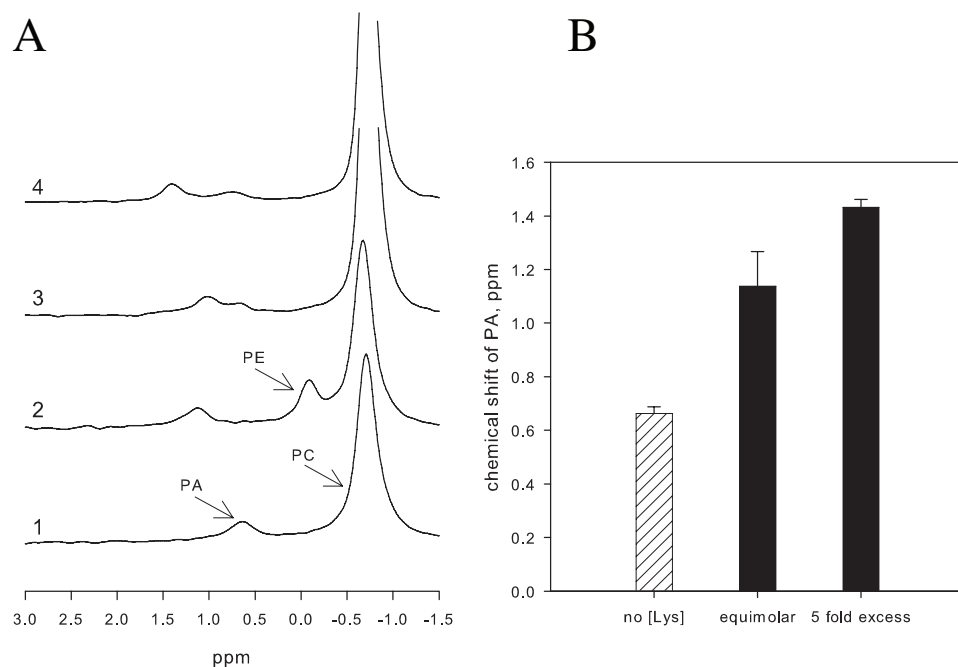 A
4
3
2
1
PE
PC
PA
3.0 2.5 2.0 1.5 1.0 0.5 0.0 -0.5 -1.0 -1.5
ppm
B
chemical shift of PA, ppm
1.6
1.4
1.2
1.0
0.8
0.6
0.4
0.2
0.0
no [Lys] equimolar 5 fold excess